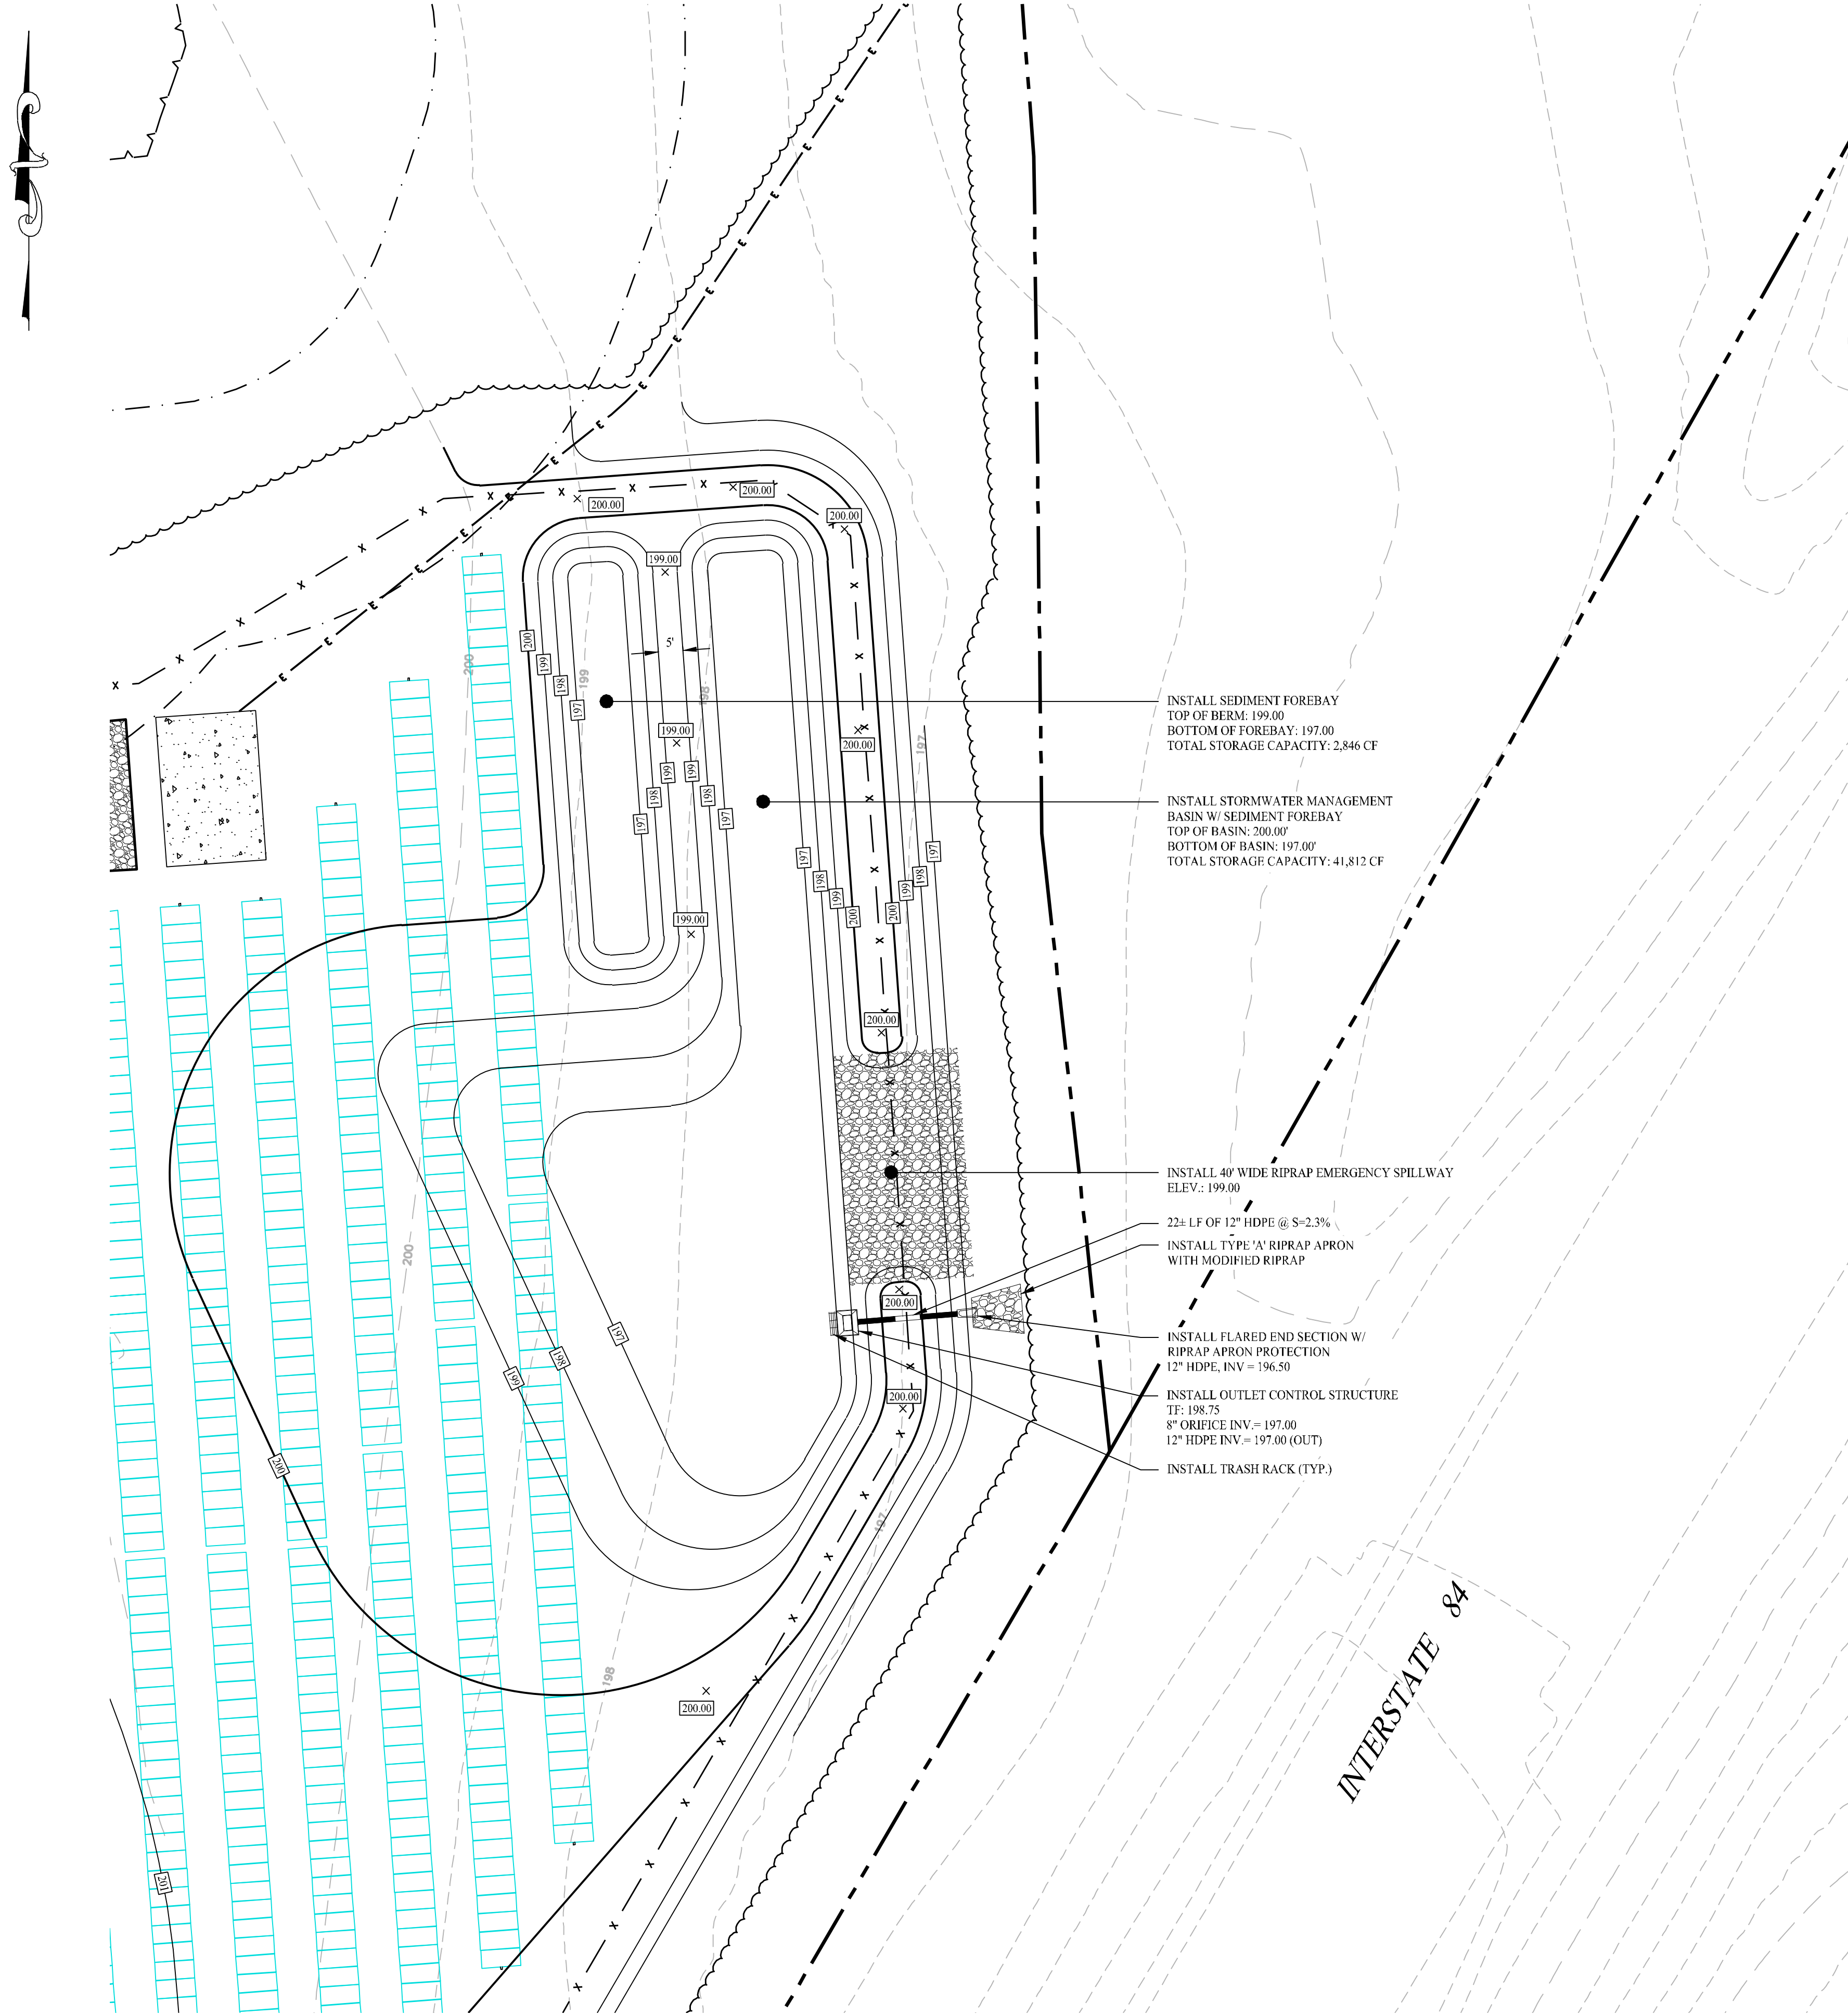 200.00
200.00
200.00
199.00
5'
200
199
198
197
200
199
198
199.00
200.00
197
199
199
198
198
197
197
197
198
199
200
200
199
198
197
199.00
200.00
INSTALL SEDIMENT FOREBAY
TOP OF BERM: 199.00
BOTTOM OF FOREBAY: 197.00
TOTAL STORAGE CAPACITY: 2,846 CF
INSTALL STORMWATER MANAGEMENT
BASIN W/ SEDIMENT FOREBAY
TOP OF BASIN: 200.00'
BOTTOM OF BASIN: 197.00'
TOTAL STORAGE CAPACITY: 41,812 CF
INSTALL 40' WIDE RIPRAP EMERGENCY SPILLWAY
ELEV.: 199.00
22± LF OF 12" HDPE @ S=2.3%
INSTALL TYPE 'A' RIPRAP APRON
WITH MODIFIED RIPRAP
INSTALL FLARED END SECTION W/
RIPRAP APRON PROTECTION
12" HDPE, INV = 196.50
INSTALL OUTLET CONTROL STRUCTURE
TF: 198.75
8" ORIFICE INV.= 197.00
12" HDPE INV.= 197.00 (OUT)
INSTALL TRASH RACK (TYP.)
200
200.00
197
198
199
200.00
200
197
198
200.00
201
INTERSTATE 84